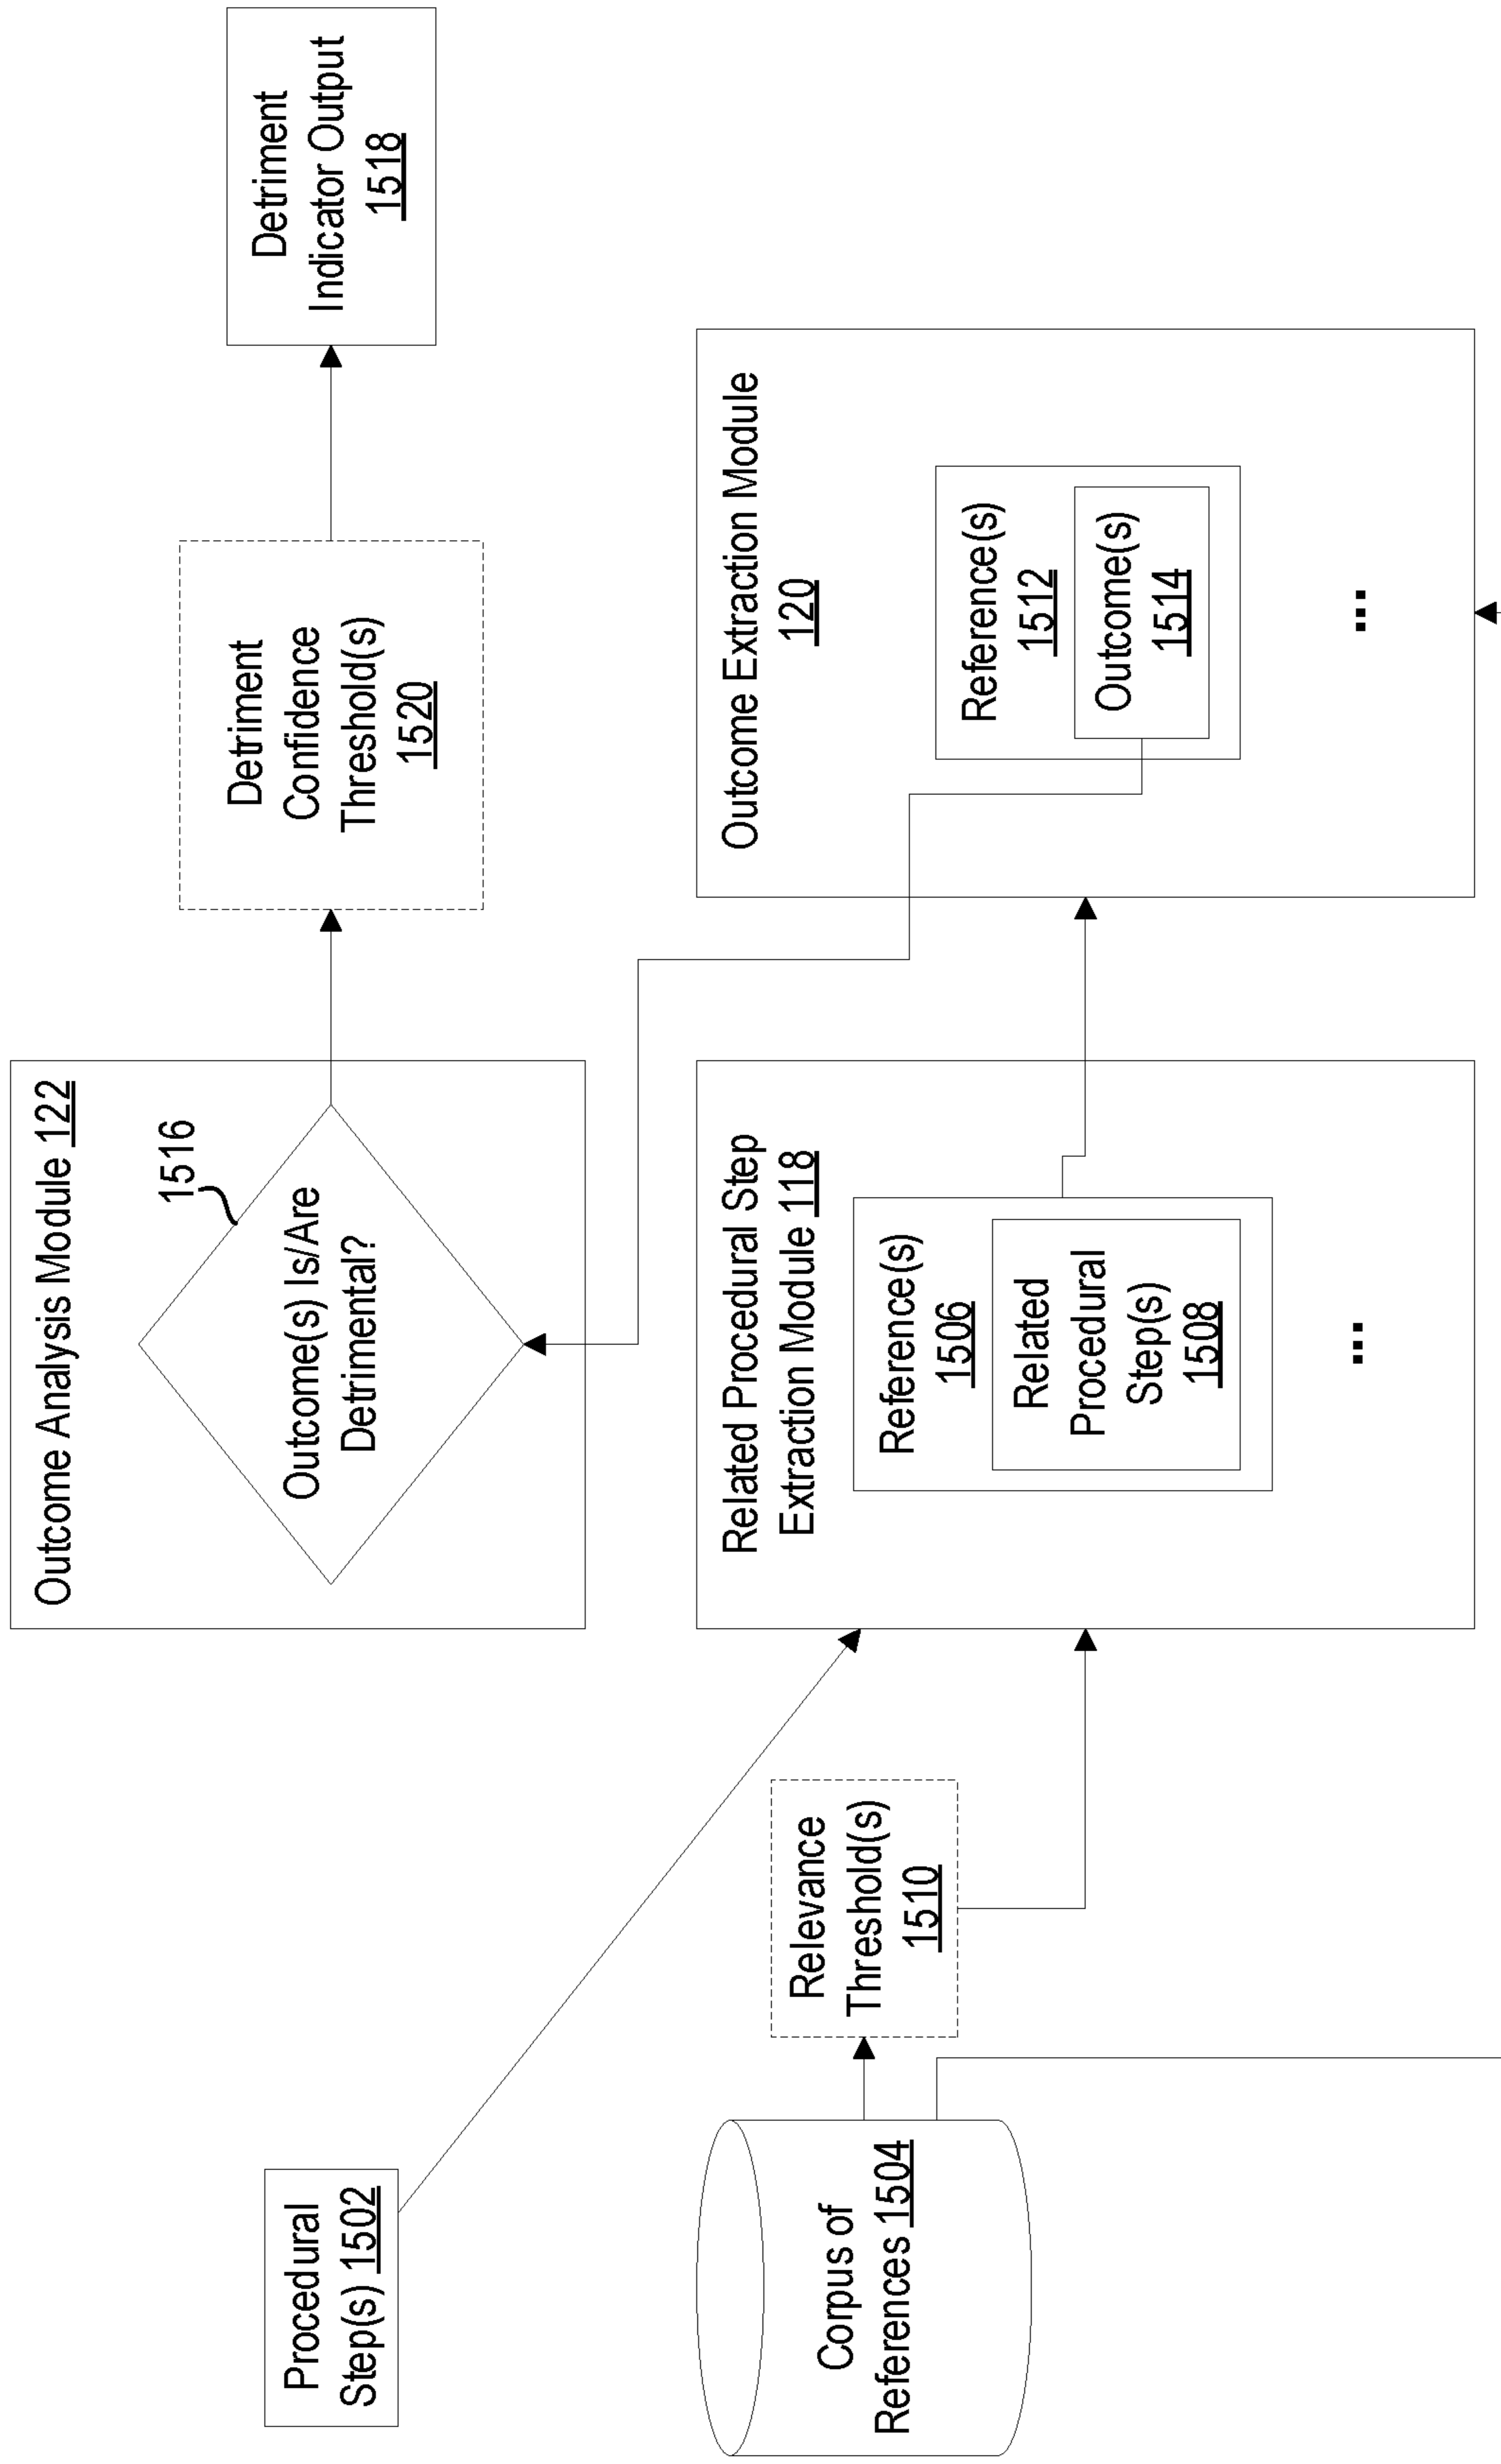 Procedural
Step(s) 1502
Outcome Analysis Module 122
1516
Outcome(s) Is/Are
Detrimental?
Detriment
Confidence
Threshold(s)
1520
Detriment
Indicator Output
1518
Corpus of
References 1504
Relevance
Threshold(s)
1510
Related Procedural Step
Extraction Module 118
Reference(s)
1506
Related
Procedural
Step(s)
1508
...
Outcome Extraction Module
120
Reference(s)
1512
Outcome(s)
1514
...